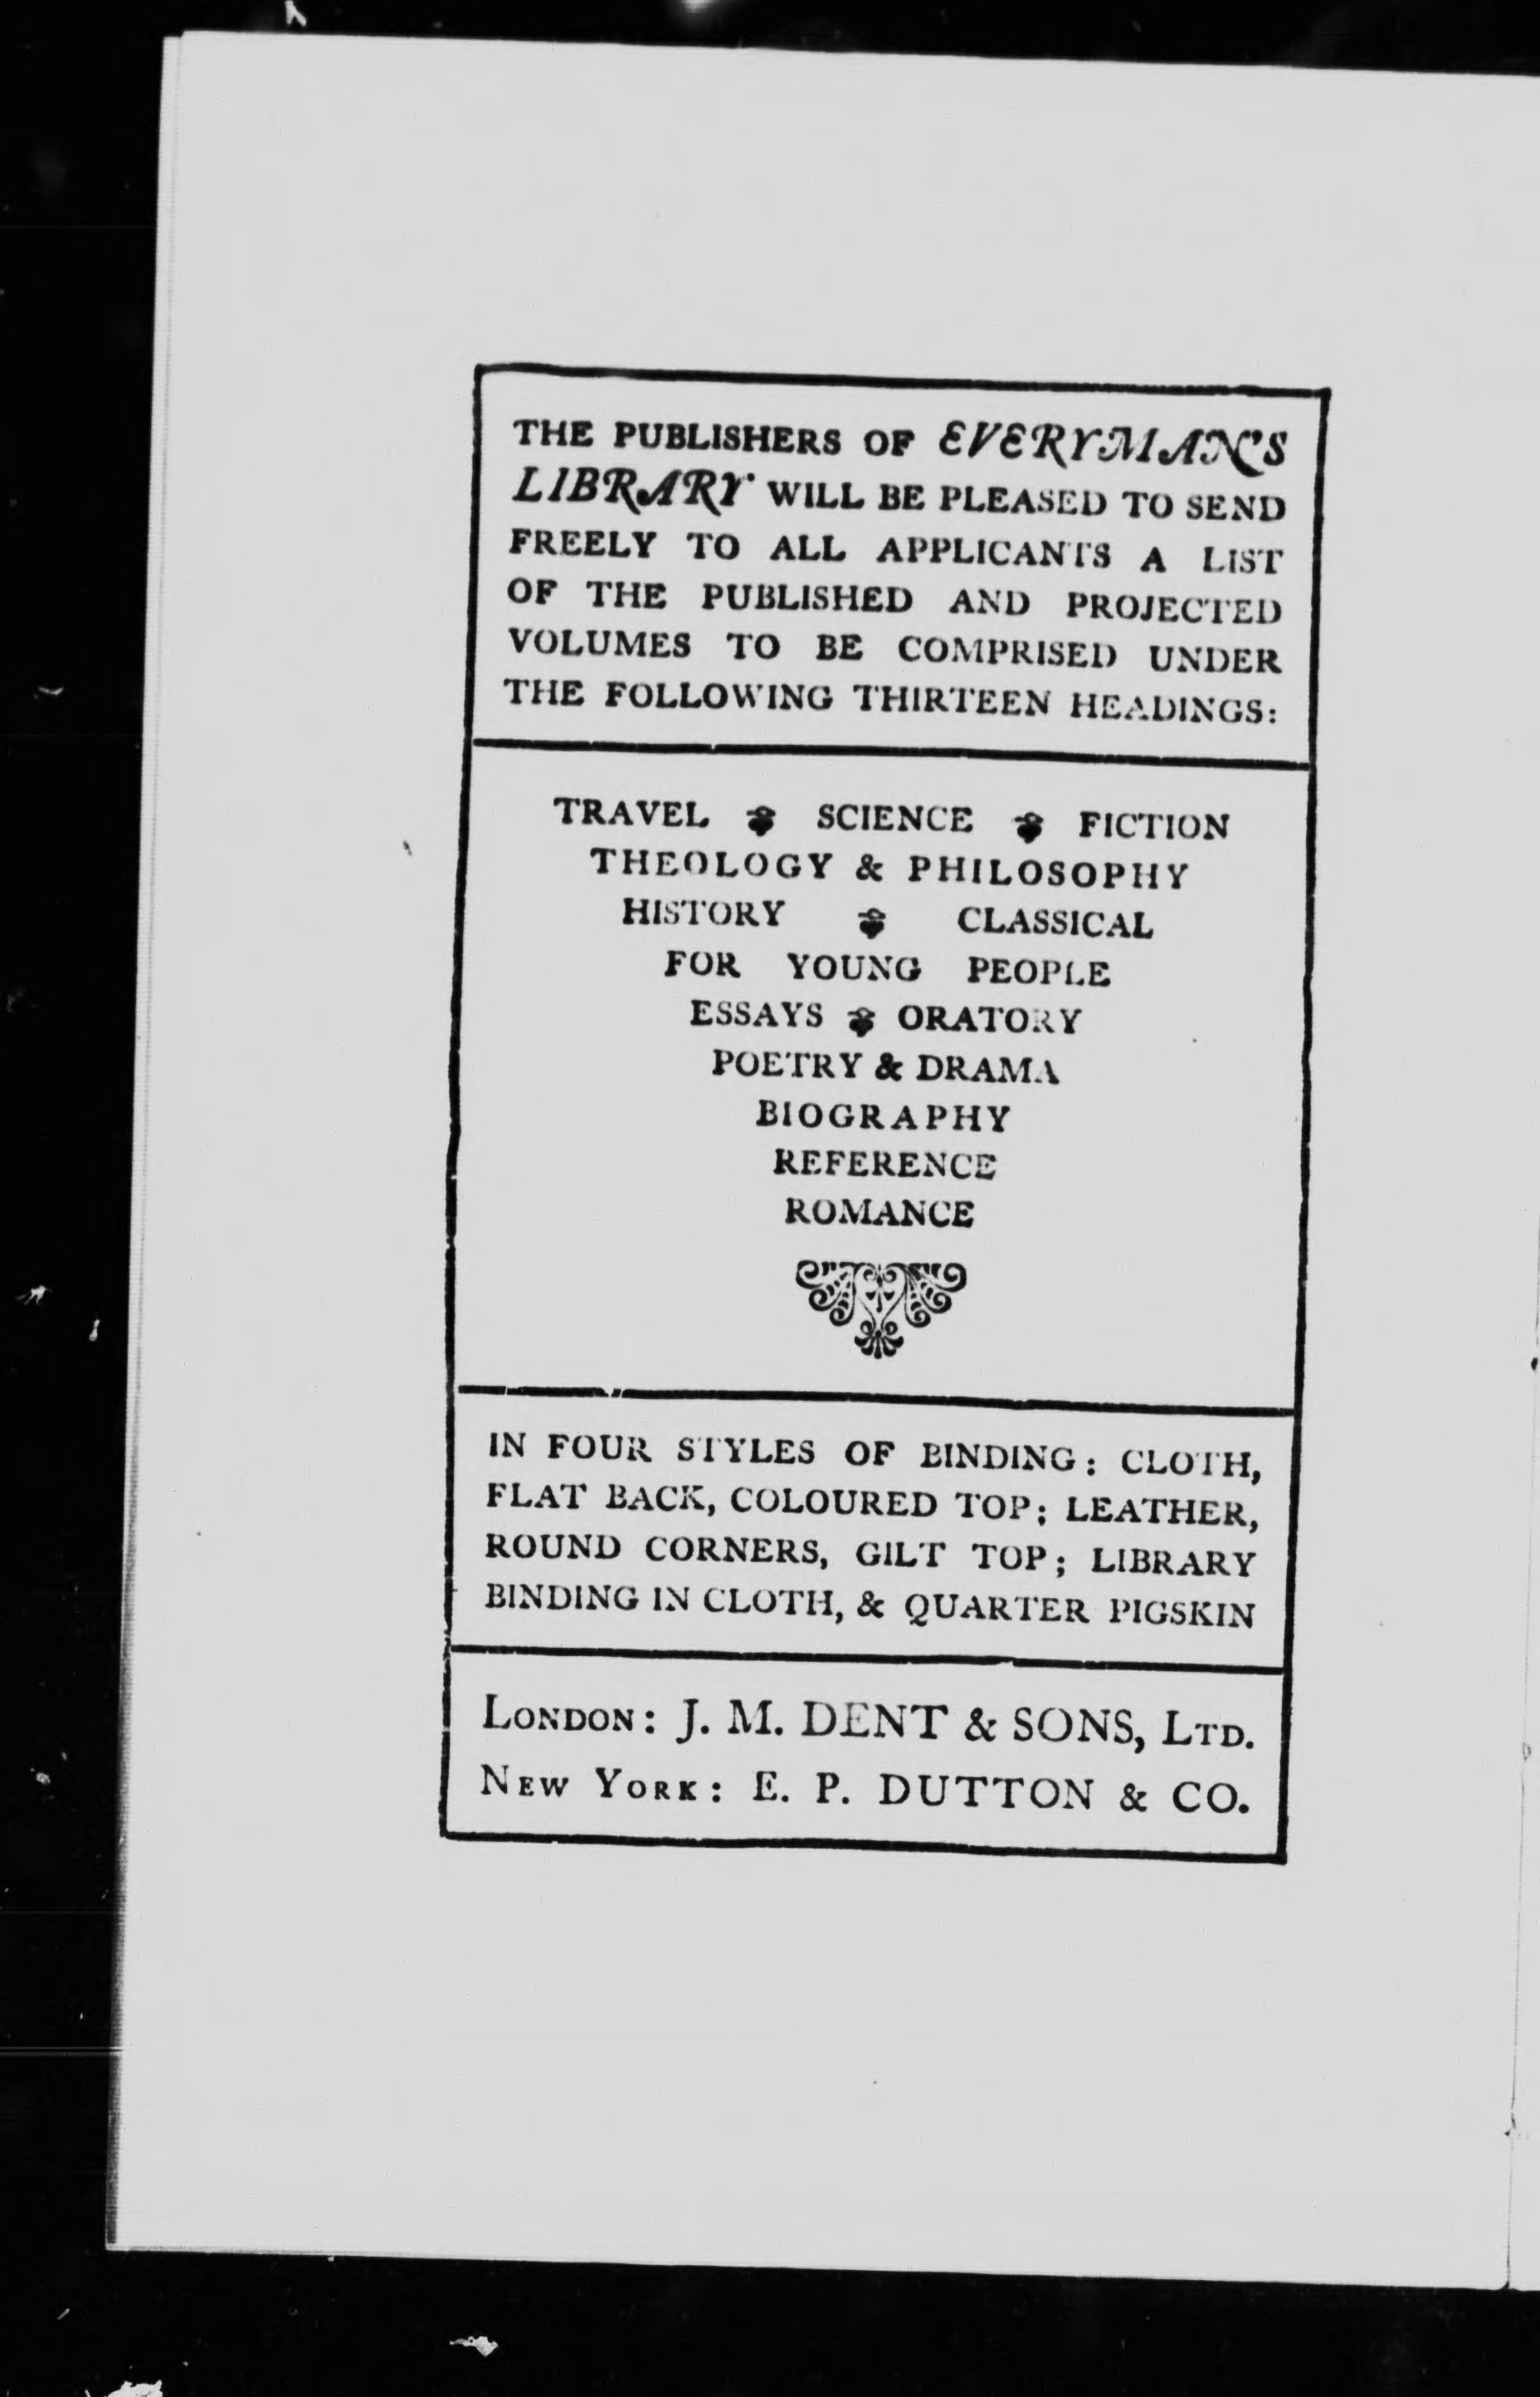 THE PUBLISHERS OF EVERYMAN'S
LIBRARY WILL BE PLEASED TO SEND
FREELY TO ALL APPLICANTS A LIST
OF THE PUBLISHED AND PROJECTED
VOLUMES TO BE COMPRISED UNDER
THE FOLLOWING THIRTEEN HEADINGS:
TRAVEL ❦ SCIENCE ❦ FICTION
THEOLOGY & PHILOSOPHY
HISTORY ❦ CLASSICAL
FOR YOUNG PEOPLE
ESSAYS ❦ ORATORY
POETRY & DRAMA
BIOGRAPHY
REFERENCE
ROMANCE
IN FOUR STYLES OF BINDING: CLOTH,
FLAT BACK, COLOURED TOP; LEATHER,
ROUND CORNERS, GILT TOP; LIBRARY
BINDING IN CLOTH, & QUARTER PIGSKIN
LONDON: J. M. DENT & SONS, LTD.
NEW YORK: E. P. DUTTON & CO.